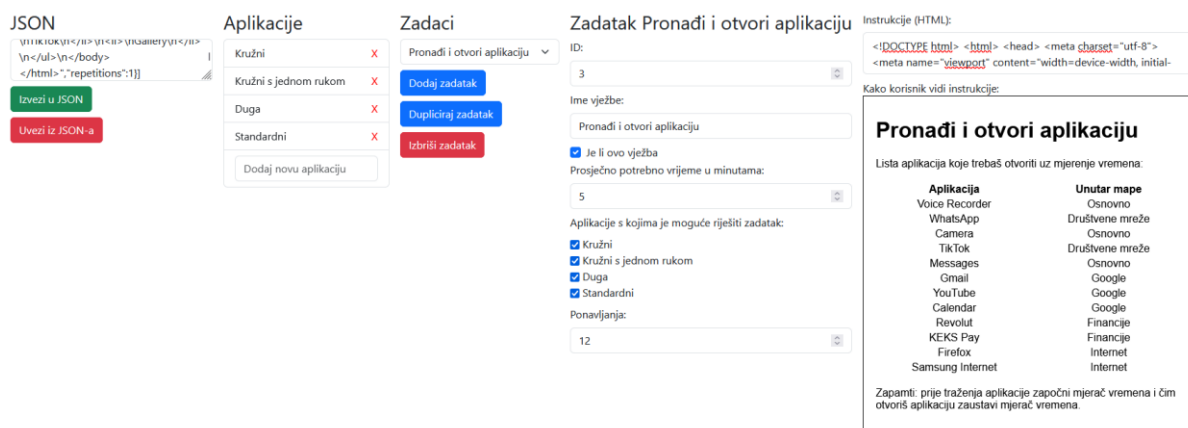 JSON
\nTikTok\n</li>\n<li>\nGallery\n</li>
\n</ul>\n</body>
</html>","repetitions":1}]
Izvezi u JSON
Uvezi iz JSON-a
Aplikacije
Kružni X
Kružni s jednom rukom X
Duga X
Standardni X
Dodaj novu aplikaciju
Zadaci
Pronađi i otvori aplikaciju
Dodaj zadatak
Dupliciraj zadatak
Izbriši zadatak
Zadatak Pronađi i otvori aplikaciju
ID:
3
Ime vježbe:
Pronađi i otvori aplikaciju
Je li ovo vježba
Prosječno potrebno vrijeme u minutama:
5
Aplikacije s kojima je moguće riješiti zadatak:
Kružni
Kružni s jednom rukom
Duga
Standardni
Ponavljanja:
12
Instrukcije (HTML):
<!DOCTYPE html> <html> <head> <meta charset="utf-8">
<meta name="viewport" content="width=device-width, initial-
Kako korisnik vidi instrukcije:
Pronađi i otvori aplikaciju
Lista aplikacija koje trebaš otvoriti uz mjerenje vremena:
Aplikacija Unutar mape
Voice Recorder Osnovno
WhatsApp Društvene mreže
Camera Osnovno
TikTok Društvene mreže
Messages Osnovno
Gmail Google
YouTube Google
Calendar Google
Revolut Financije
KEKS Pay Financije
Firefox Internet
Samsung Internet Internet
Zapamti: prije traženja aplikacije započni mjerač vremena i čim
otvoriš aplikaciju zaustavi mjerač vremena.